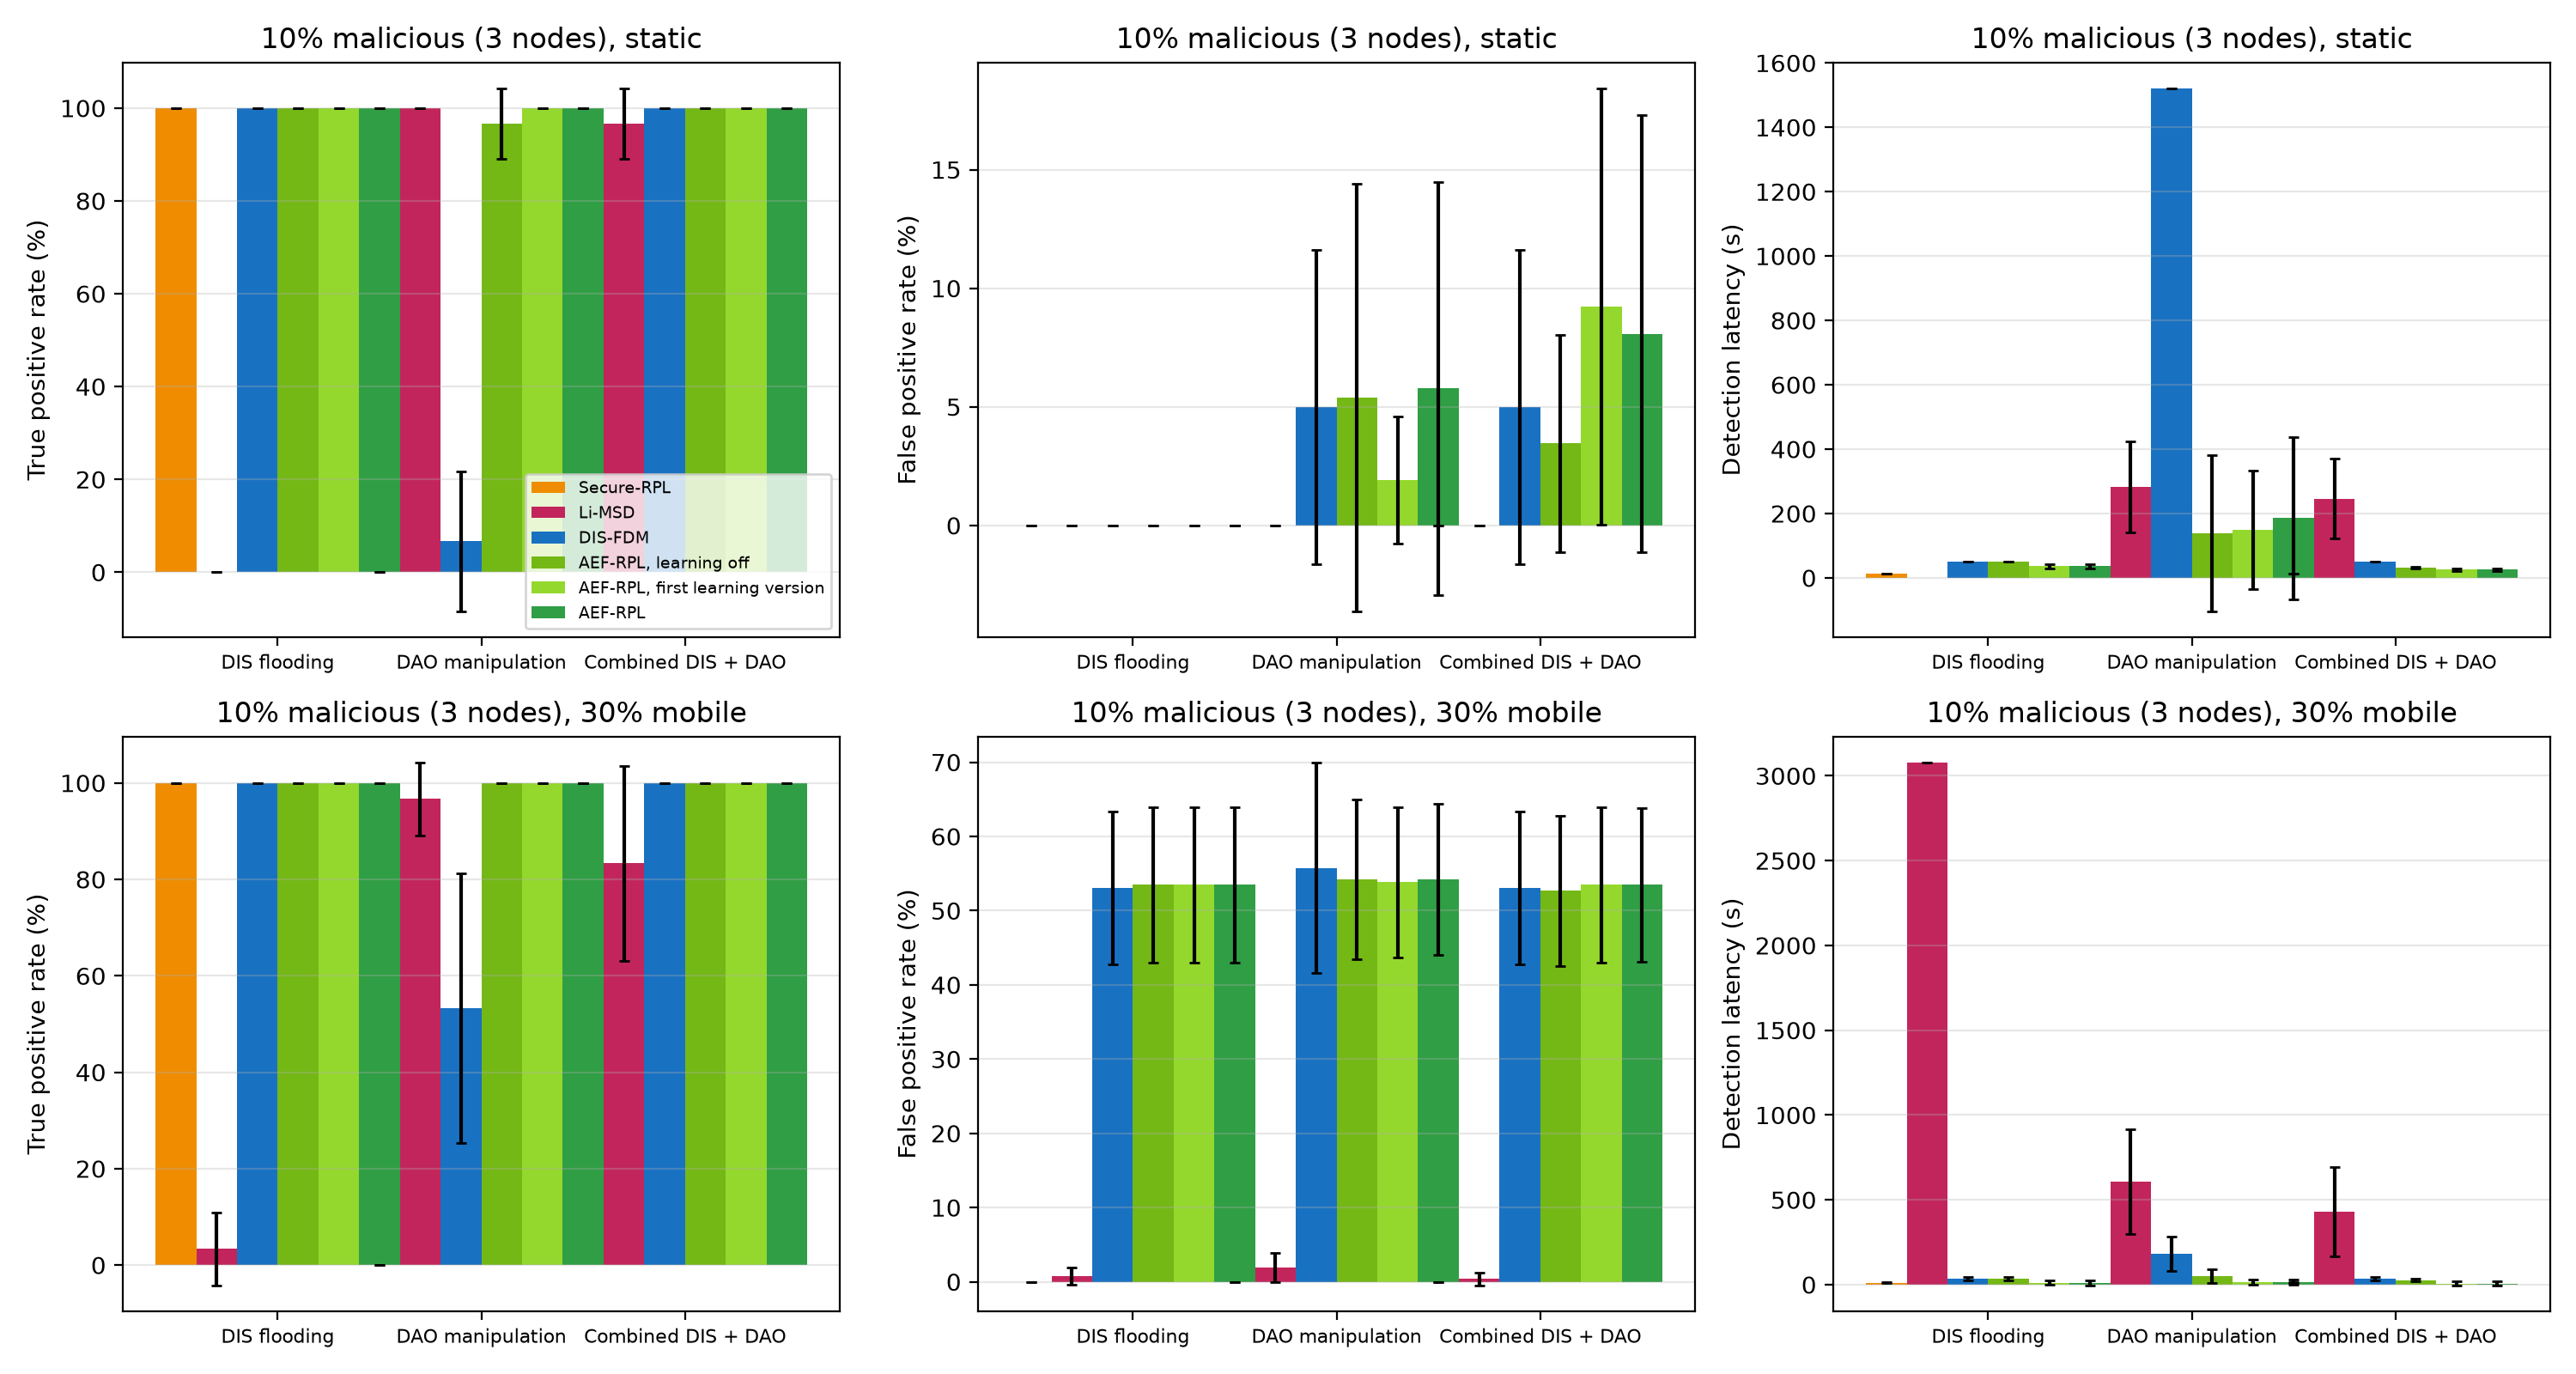 10% malicious (3 nodes), static
True positive rate (%)
100
80
60
40
20
0
Secure-RPL
Li-MSD
DIS-FDM
AEF-RPL, learning off
AEF-RPL, first learning version
AEF-RPL
DIS flooding
DAO manipulation
Combined DIS + DAO
10% malicious (3 nodes), static
False positive rate (%)
15
10
5
0
DIS flooding
DAO manipulation
Combined DIS + DAO
10% malicious (3 nodes), static
Detection latency (s)
1600
1400
1200
1000
800
600
400
200
0
DIS flooding
DAO manipulation
Combined DIS + DAO
10% malicious (3 nodes), 30% mobile
True positive rate (%)
100
80
60
40
20
0
DIS flooding
DAO manipulation
Combined DIS + DAO
10% malicious (3 nodes), 30% mobile
False positive rate (%)
70
60
50
40
30
20
10
0
DIS flooding
DAO manipulation
Combined DIS + DAO
10% malicious (3 nodes), 30% mobile
Detection latency (s)
3000
2500
2000
1500
1000
500
0
DIS flooding
DAO manipulation
Combined DIS + DAO